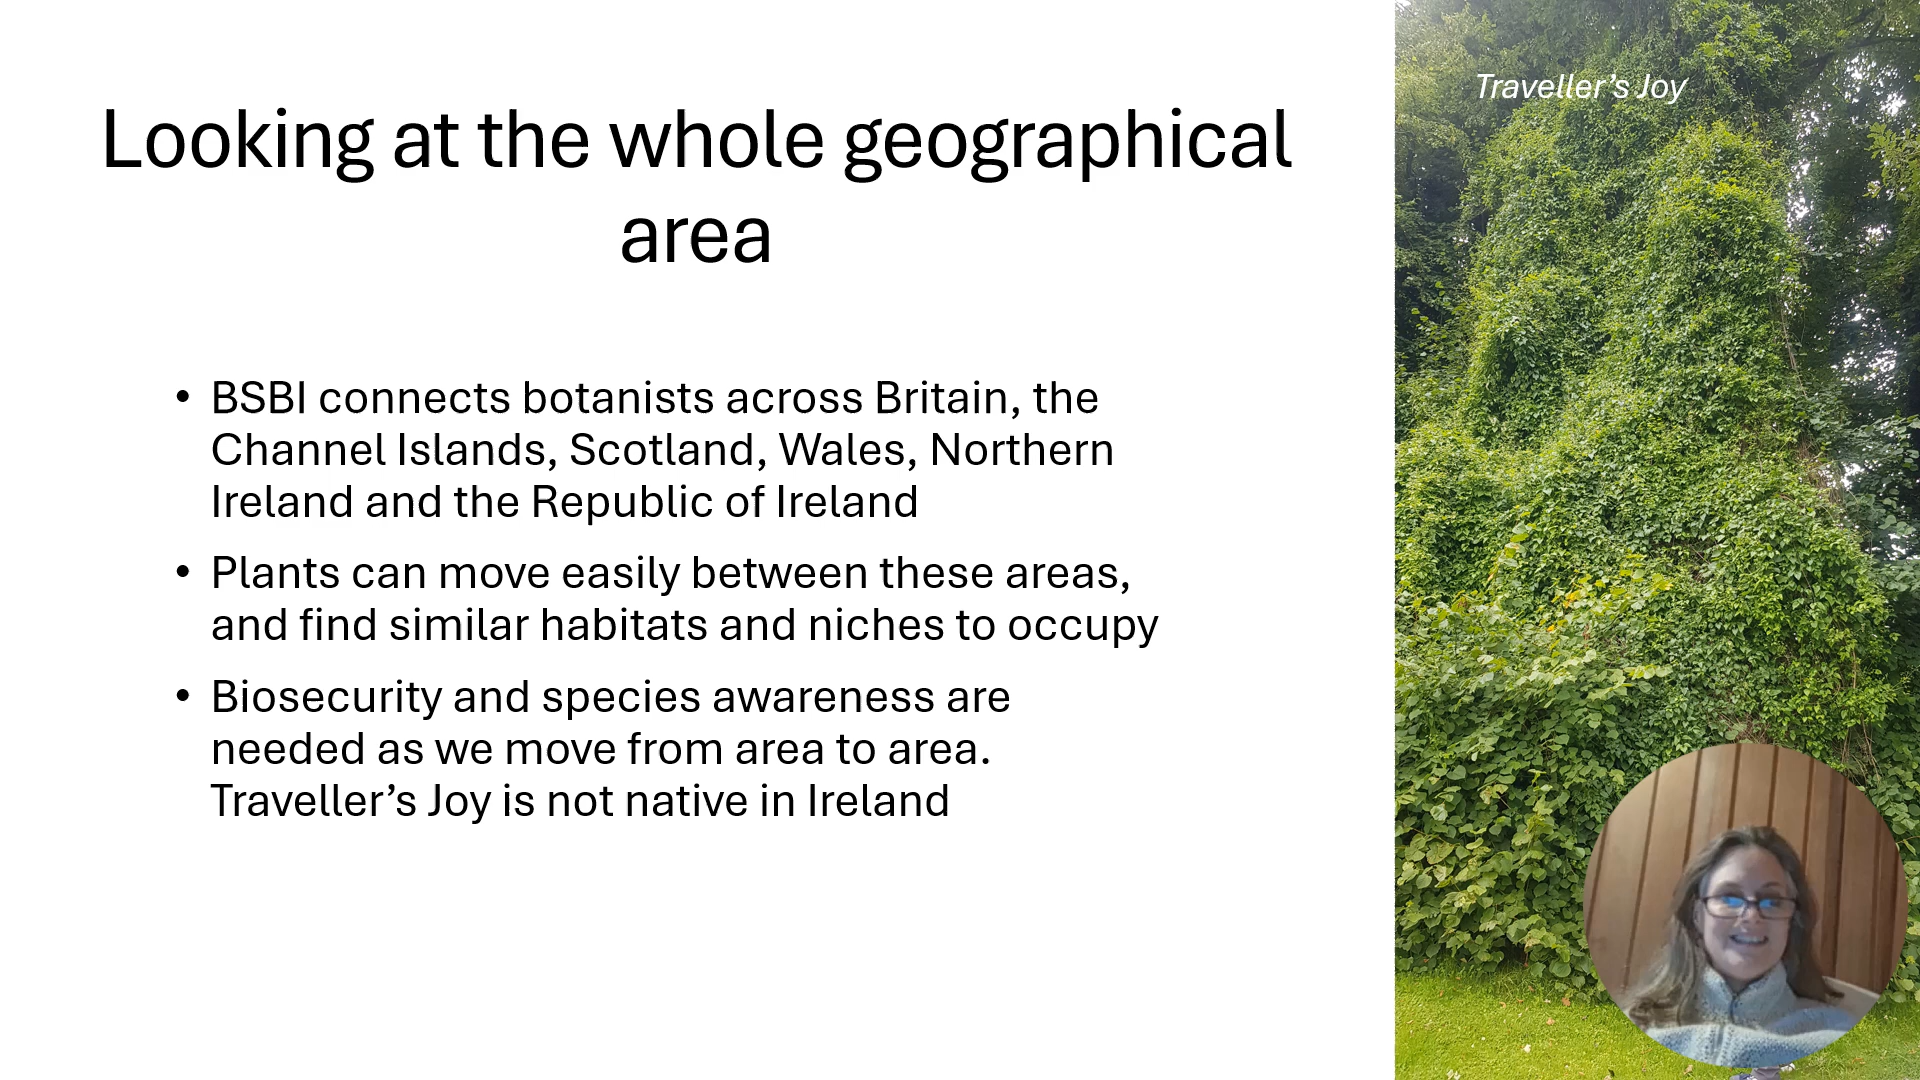 Looking at the whole geographical
area
Traveller’s Joy
• BSBI connects botanists across Britain, the
Channel Islands, Scotland, Wales, Northern
Ireland and the Republic of Ireland
• Plants can move easily between these areas,
and find similar habitats and niches to occupy
• Biosecurity and species awareness are
needed as we move from area to area.
Traveller’s Joy is not native in Ireland